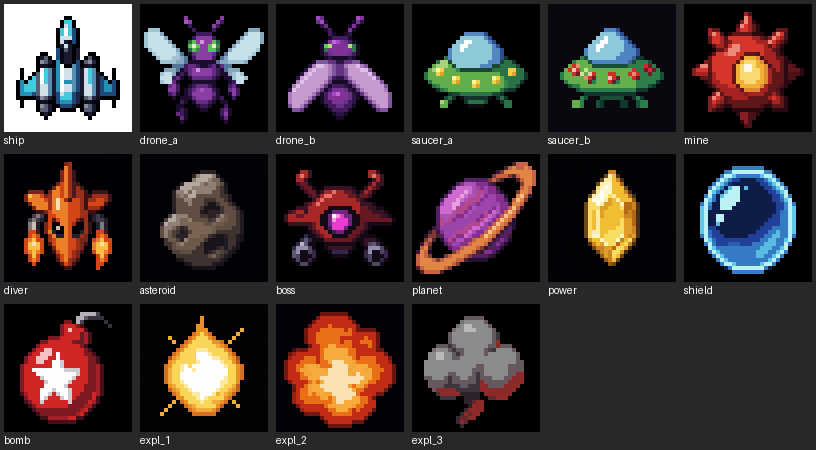 ship
drone_a
drone_b
saucer_a
saucer_b
mine
diver
asteroid
boss
planet
power
shield
bomb
expl_1
expl_2
expl_3